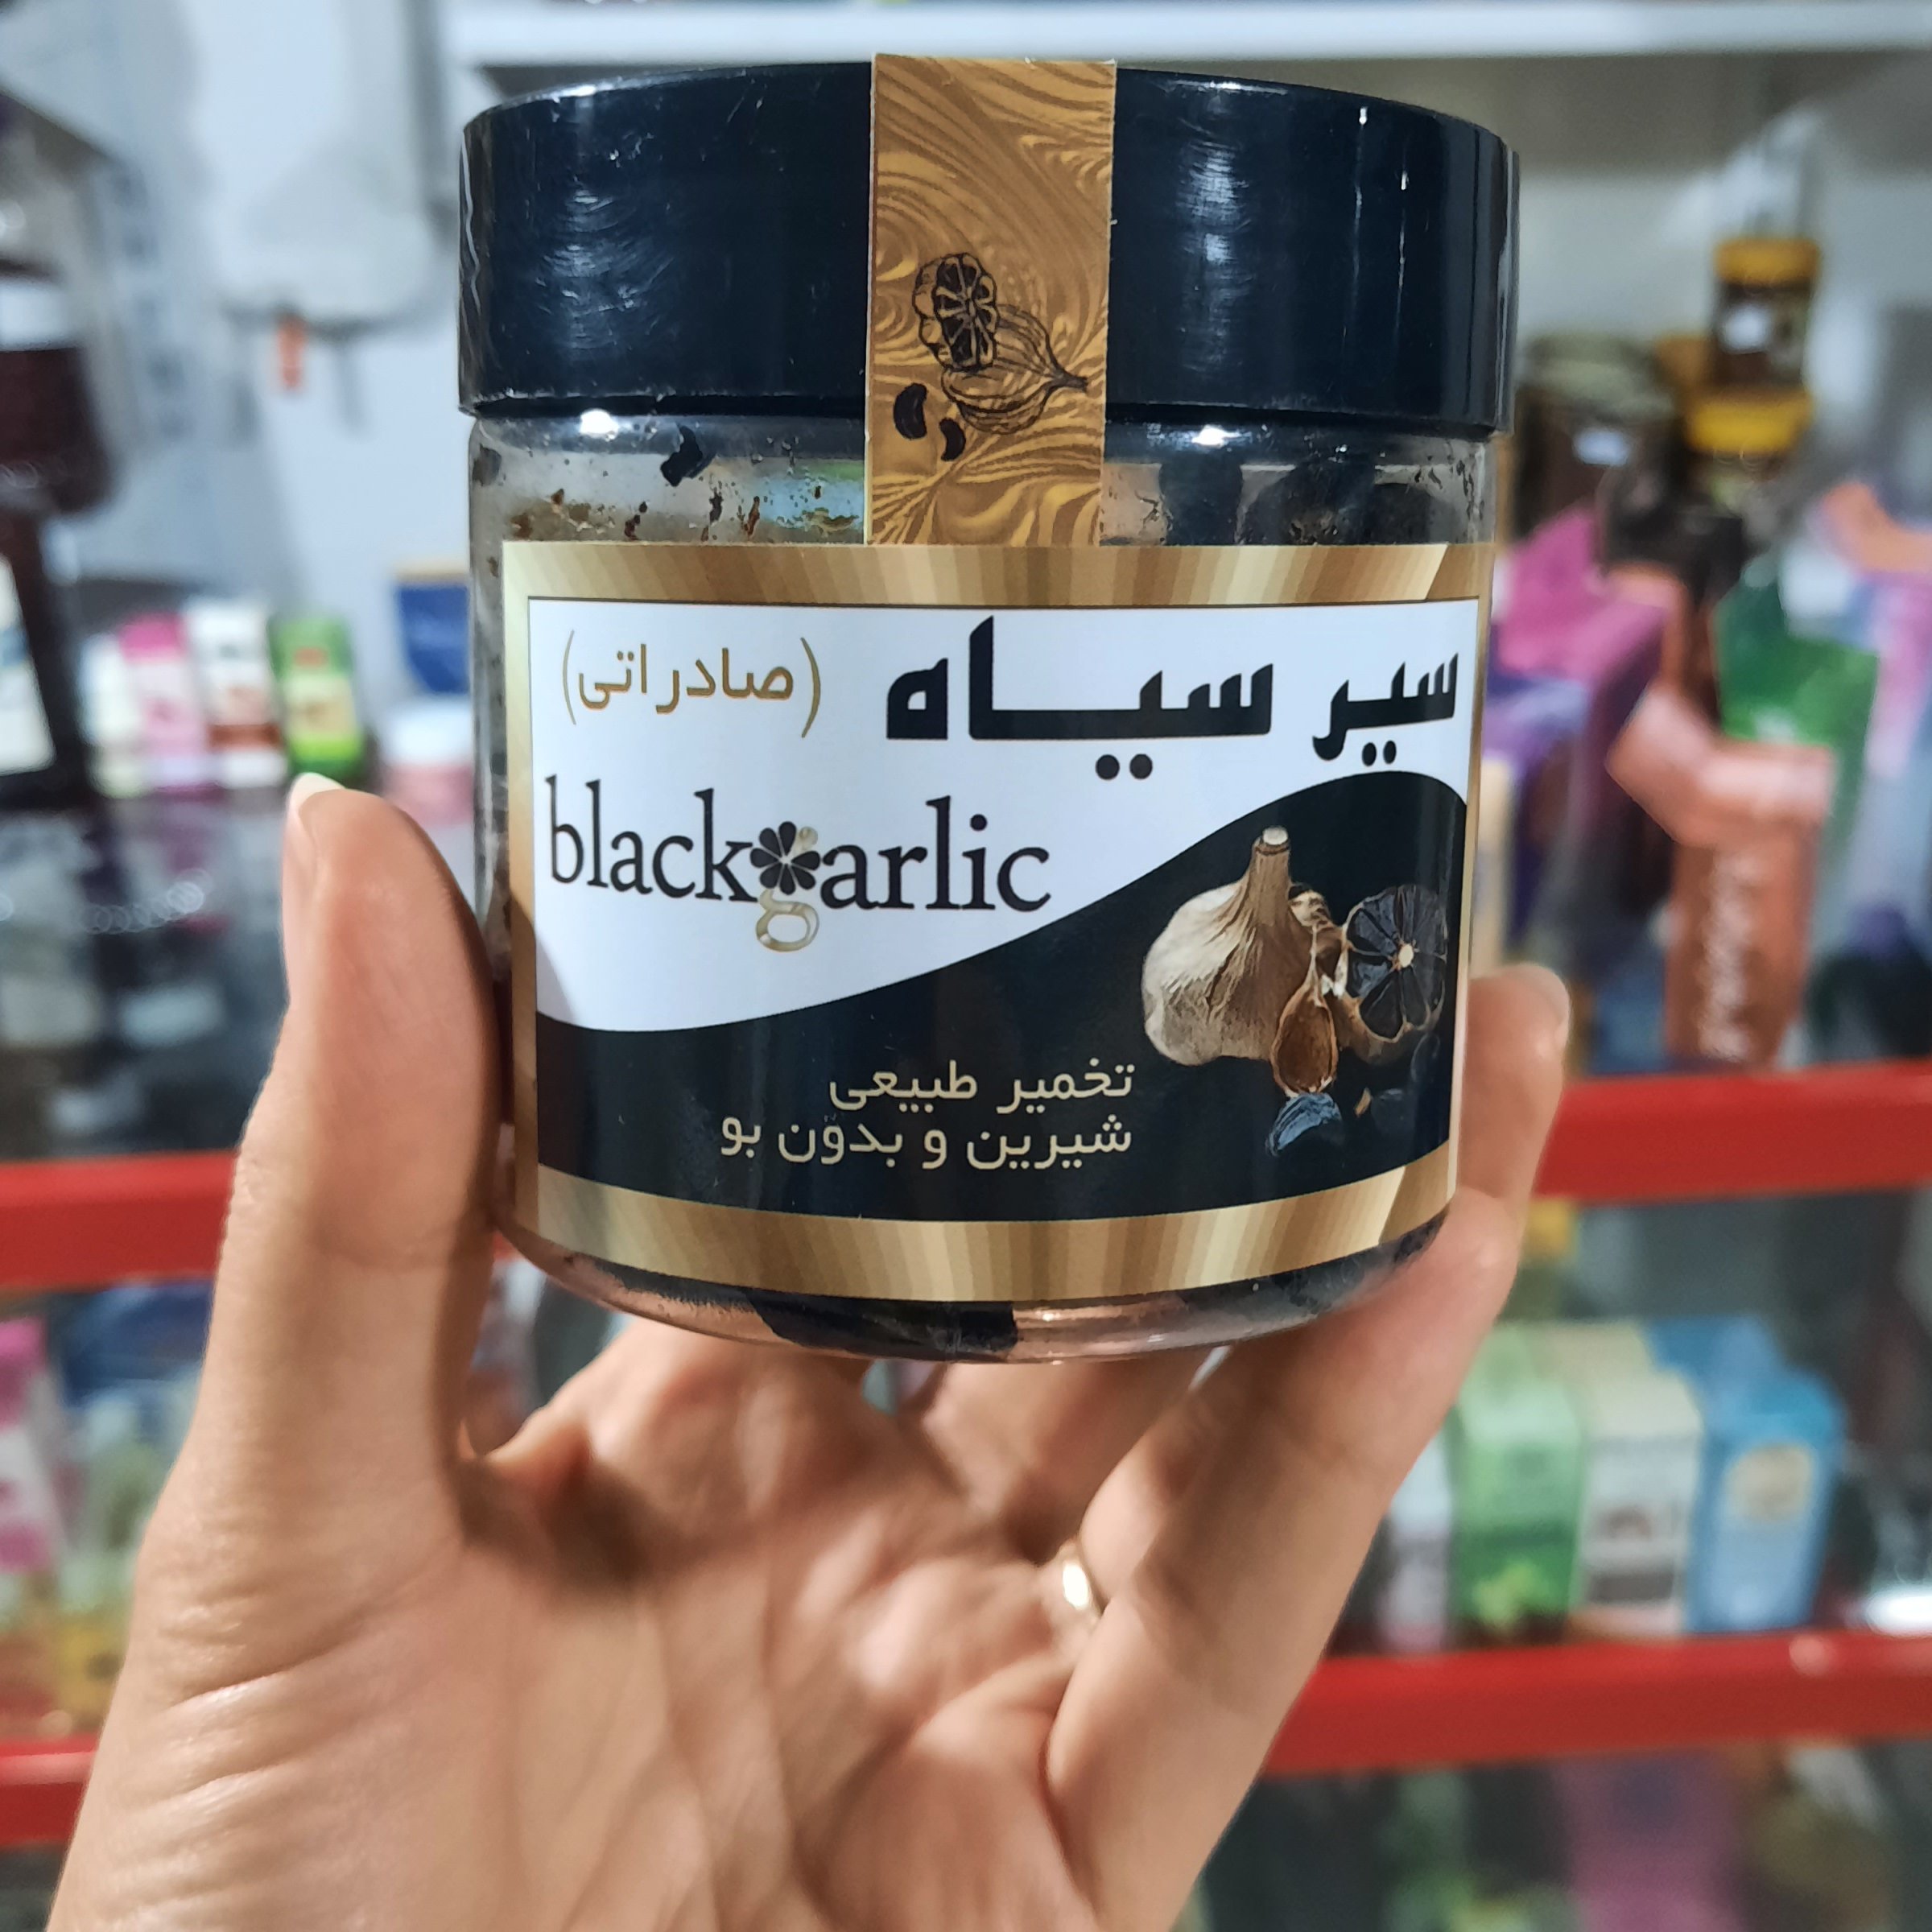 سیر سیاه (صادراتی)
blackgarlic
تخمیر طبیعی
شیرین و بدون بو